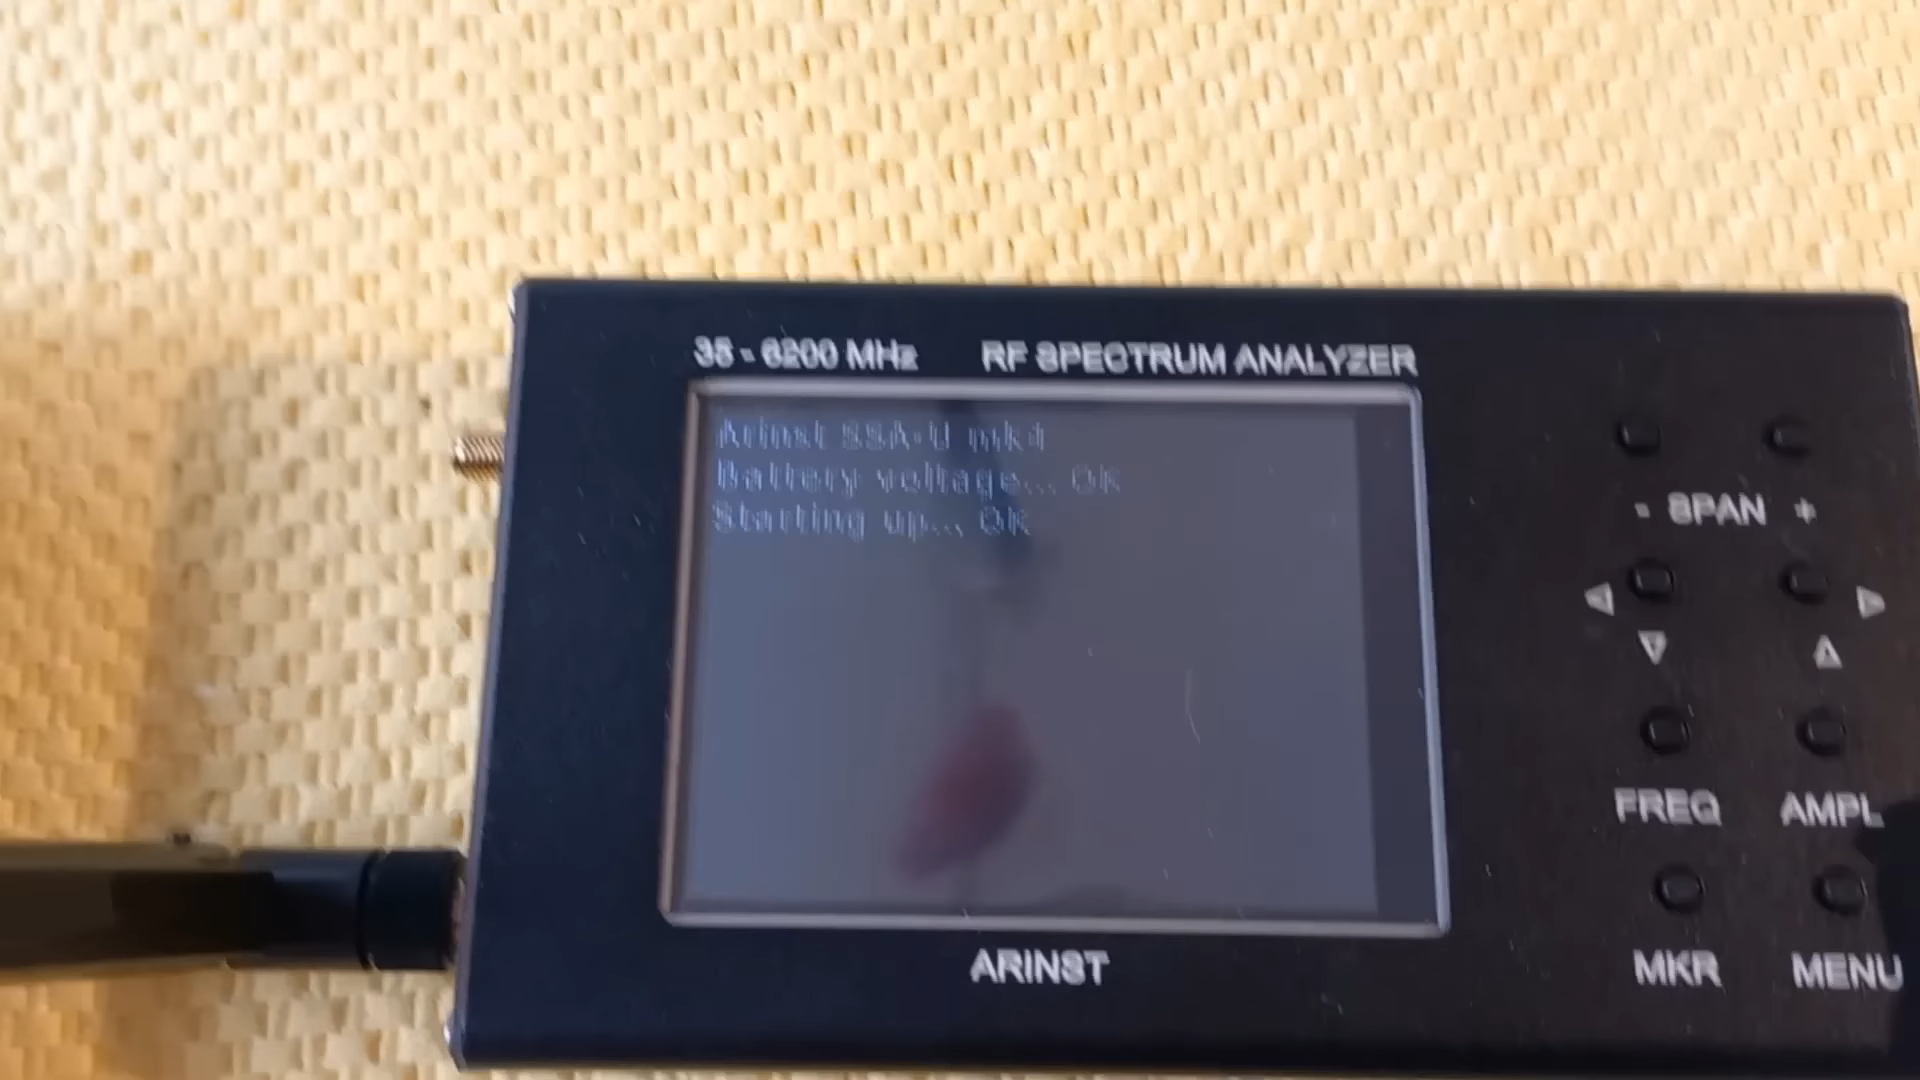 35 - 6200 MHz RF SPECTRUM ANALYZER
Arinst SSA-U mk4
Battery voltage... OK
Starting up... OK
- SPAN +
FREQ AMPL
MKR MENU
ARINST